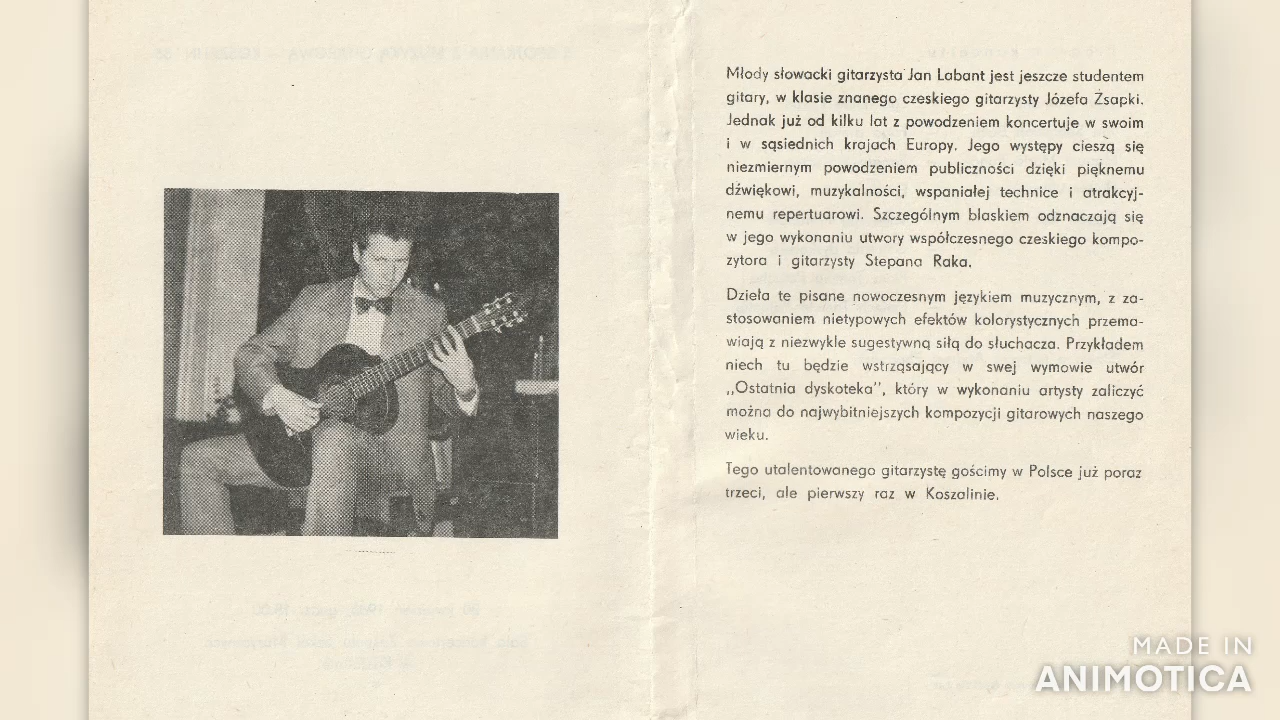 Młody słowacki gitarzysta Jan Labant jest jeszcze studentem
gitary, w klasie znanego czeskiego gitarzysty Józefa Żsapki.
Jednak już od kilku lat z powodzeniem koncertuje w swoim
i w sąsiednich krajach Europy. Jego występy cieszą się
niezmiernym powodzeniem publiczności dzięki pięknemu
dźwiękowi, muzykalności, wspaniałej technice i atrakcyj-
nemu repertuarowi. Szczególnym blaskiem odznaczają się
w jego wykonaniu utwory współczesnego czeskiego kompo-
zytora i gitarzysty Stepana Raka.
Dzieła te pisane nowoczesnym językiem muzycznym, z za-
stosowaniem nietypowych efektów kolorystycznych przema-
wiają z niezwykle sugestywną siłą do słuchacza. Przykładem
niech tu będzie wstrząsający w swej wymowie utwór
„Ostatnia dyskoteka", który w wykonaniu artysty zaliczyć
można do najwybitniejszych kompozycji gitarowych naszego
wieku.
Tego utalentowanego gitarzystę gościmy w Polsce już poraz
trzeci, ale pierwszy raz w Koszalinie.
MADE IN
ANIMOTICA